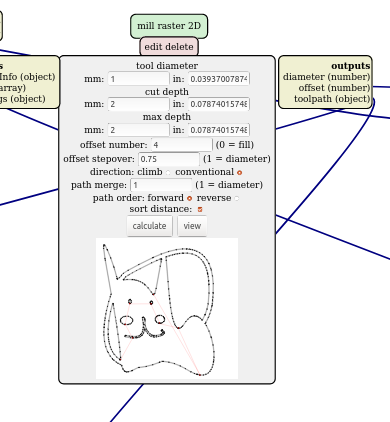 mill raster 2D
edit delete
s
Info (object)
array)
gs (object)
tool diameter
mm: 1 in: 0.0393700787
cut depth
mm: 2 in: 0.0787401574
max depth
mm: 2 in: 0.0787401574
offset number: 4 (0 = fill)
offset stepover: 0.75 (1 = diameter)
direction: climb conventional
path merge: 1 (1 = diameter)
path order: forward reverse
sort distance:
calculate view
outputs
diameter (number)
offset (number)
toolpath (object)